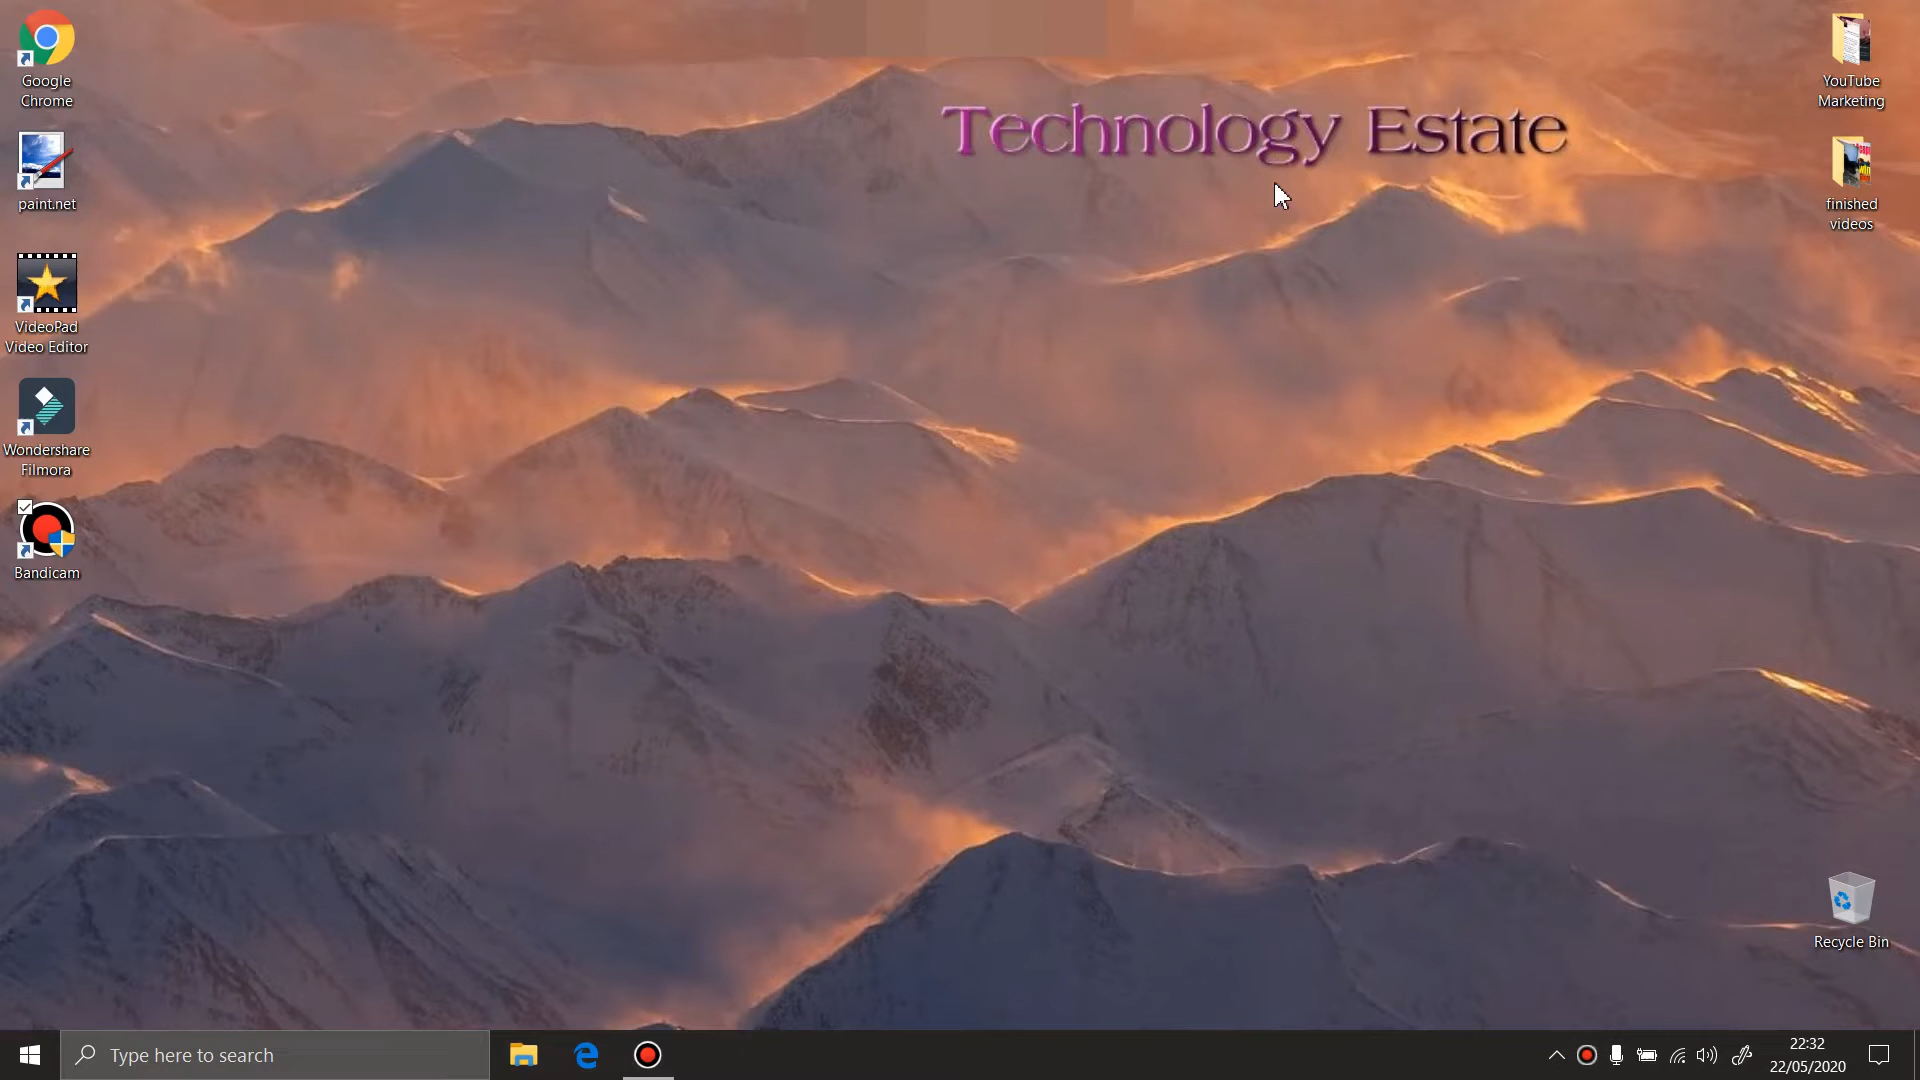 Google
Chrome
paint.net
VideoPad
Video Editor
Wondershare
Filmora
Bandicam
Technology Estate
YouTube
Marketing
finished
videos
Recycle Bin
Type here to search
22:32
22/05/2020